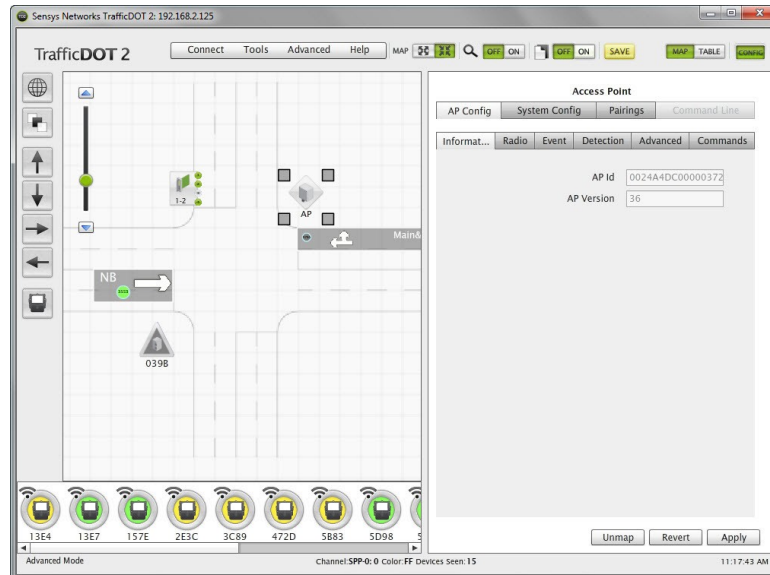 Sensys Networks TrafficDOT 2: 192.168.2.125
TrafficDOT 2
Connect Tools Advanced Help MAP OFF ON OFF ON SAVE MAP TABLE CONFIG
Access Point
AP Config System Config Pairings Command Line
Informat... Radio Event Detection Advanced Commands
AP Id 0024A4DC00000372
AP Version 36
1-2
AP
Main&
NB
039B
13E4 13E7 157E 2E3C 3C89 472D 5B83 5D98
Unmap Revert Apply
Advanced Mode Channel:SPP-0: 0 Color:FF Devices Seen:15 11:17:43 AM